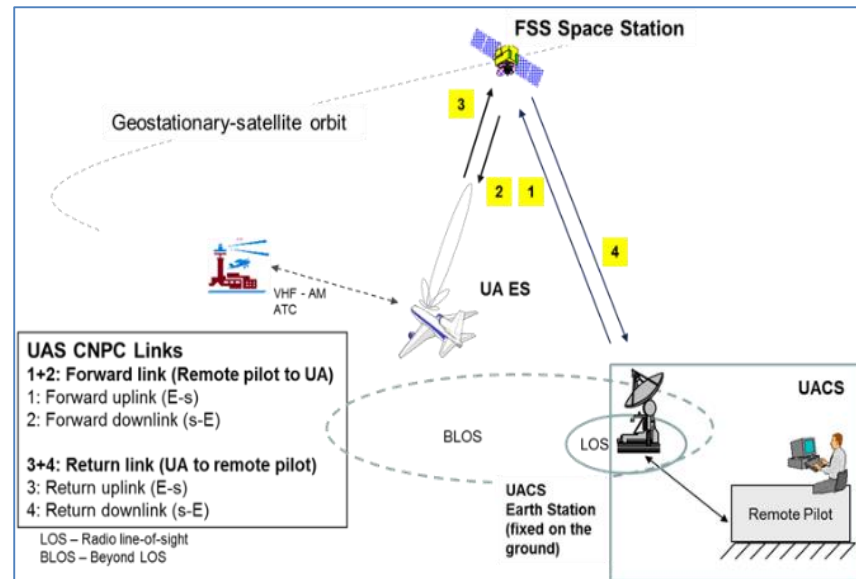 FSS Space Station
3
Geostationary-satellite orbit
2
1
4
VHF - AM
ATC
UA ES
UAS CNPC Links
1+2: Forward link (Remote pilot to UA)
1: Forward uplink (E-s)
2: Forward downlink (s-E)
3+4: Return link (UA to remote pilot)
3: Return uplink (E-s)
4: Return downlink (s-E)
LOS – Radio line-of-sight
BLOS – Beyond LOS
BLOS
LOS
UACS
UACS
Earth Station
(fixed on the
ground)
Remote Pilot